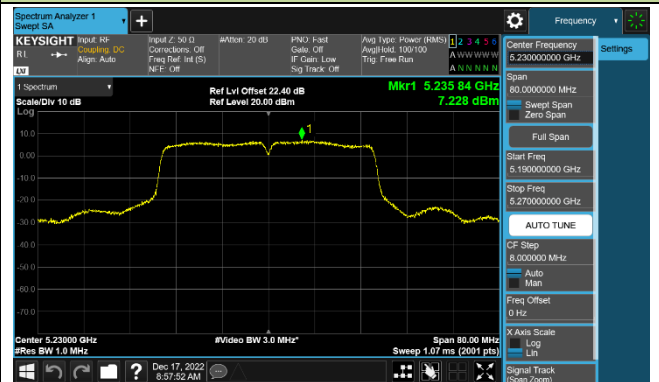 Spectrum Analyzer 1
Swept SA
Frequency
KEYSIGHT
RL
LXI
Input: RF
Coupling: DC
Align: Auto
Input Z: 50 Ω
Corrections: Off
Freq Ref: Int (S)
NFE: Off
#Atten: 20 dB
PNO: Fast
Gate: Off
IF Gain: Low
Sig Track: Off
Avg Type: Power (RMS)
Avg|Hold: 100/100
Trig: Free Run
1 2 3 4 5 6
A W W W W W
A N N N N N
1 Spectrum
Scale/Div 10 dB
Log
Ref Lvl Offset 22.40 dB
Ref Level 20.00 dBm
Mkr1 5.235 84 GHz
7.228 dBm
1
10.0
0.00
-10.0
-20.0
-30.0
-40.0
-50.0
-60.0
-70.0
Center 5.23000 GHz
#Res BW 1.0 MHz
#Video BW 3.0 MHz*
Span 80.00 MHz
Sweep 1.07 ms (2001 pts)
Dec 17, 2022
8:57:52 AM
Center Frequency
5.230000000 GHz
Settings
Span
80.0000000 MHz
Swept Span
Zero Span
Full Span
Start Freq
5.190000000 GHz
Stop Freq
5.270000000 GHz
AUTO TUNE
CF Step
8.000000 MHz
Auto
Man
Freq Offset
0 Hz
X Axis Scale
Log
Lin
Signal Track
(Span Zoom)